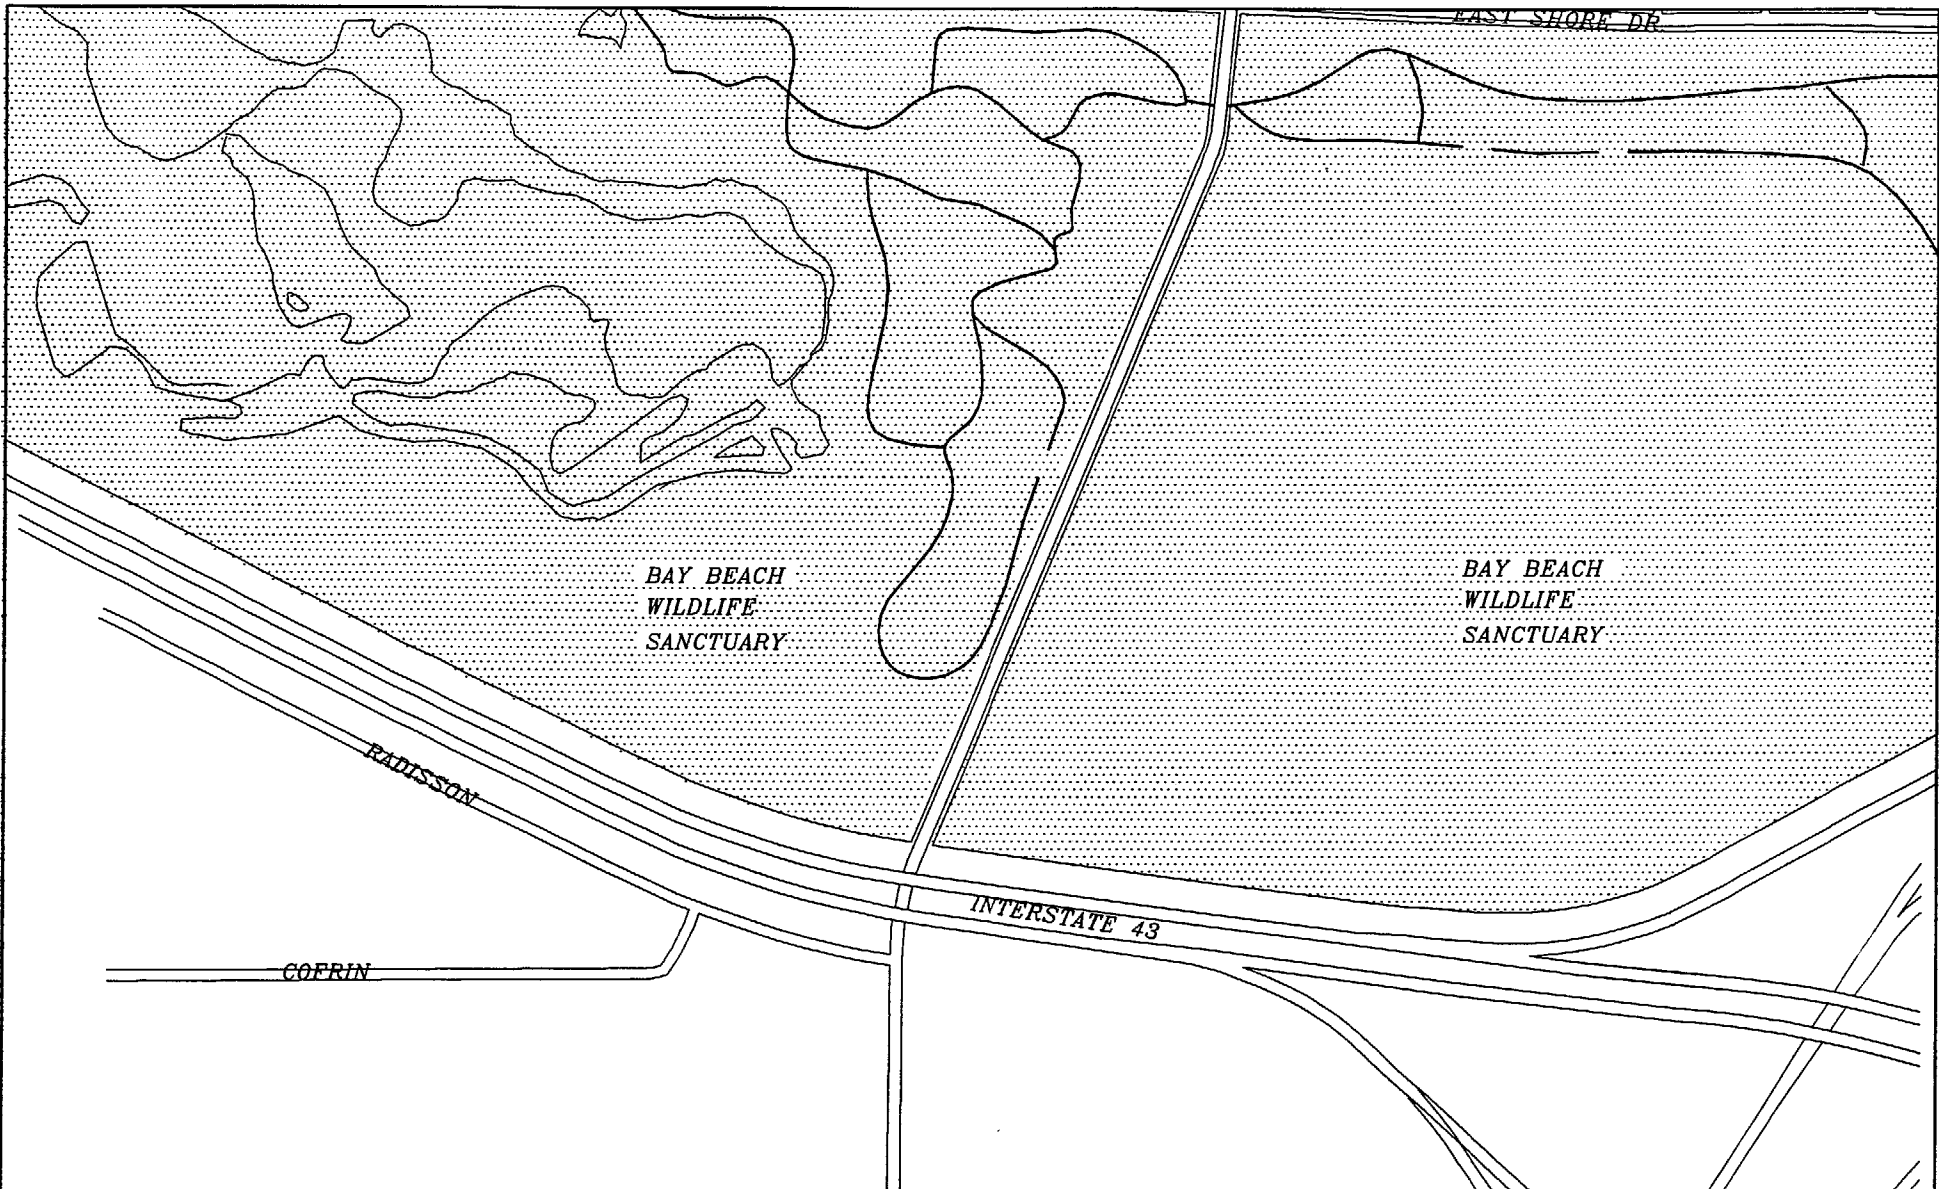 EAST SHORE DR
BAY BEACH
WILDLIFE
SANCTUARY
BAY BEACH
WILDLIFE
SANCTUARY
RADISSON
INTERSTATE 43
COFRIN